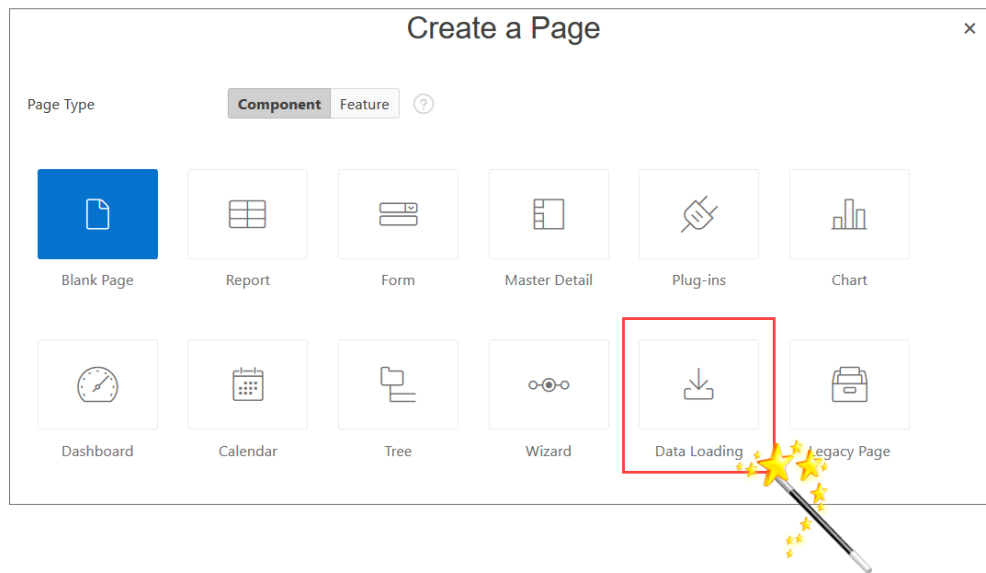 Create a Page
×
Page Type
Component Feature ?
Blank Page Report Form Master Detail Plug-ins Chart
Dashboard Calendar Tree Wizard Data Loading Legacy Page